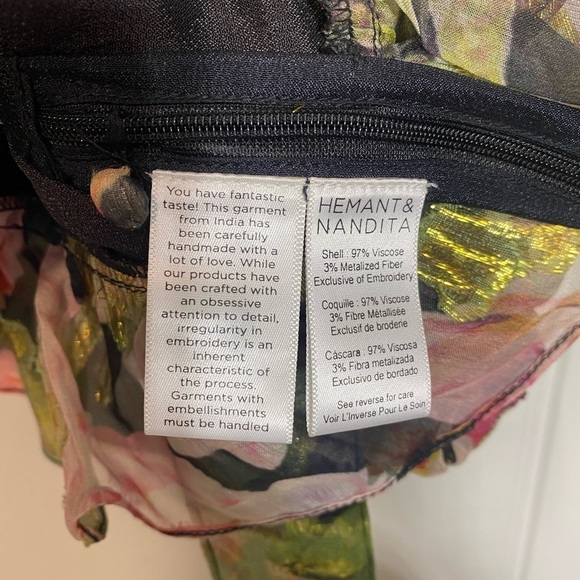 You have fantastic
taste! This garment
from India has
been carefully
handmade with a
lot of love. While
our products have
been crafted with
an obsessive
attention to detail,
irregularity in
embroidery is an
inherent
characteristic of
the process.
Garments with
embellishments
must be handled
HEMANT &
NANDITA
Shell : 97% Viscose
3% Metalized Fiber
Exclusive of Embroidery
Coquille : 97% Viscose
3% Fibre Métallisée
Exclusif de broderie
Càscara : 97% Viscosa
3% Fibra metalizada
Exclusivo de bordado
See reverse for care
Voir L'Inverse Pour Le Soin